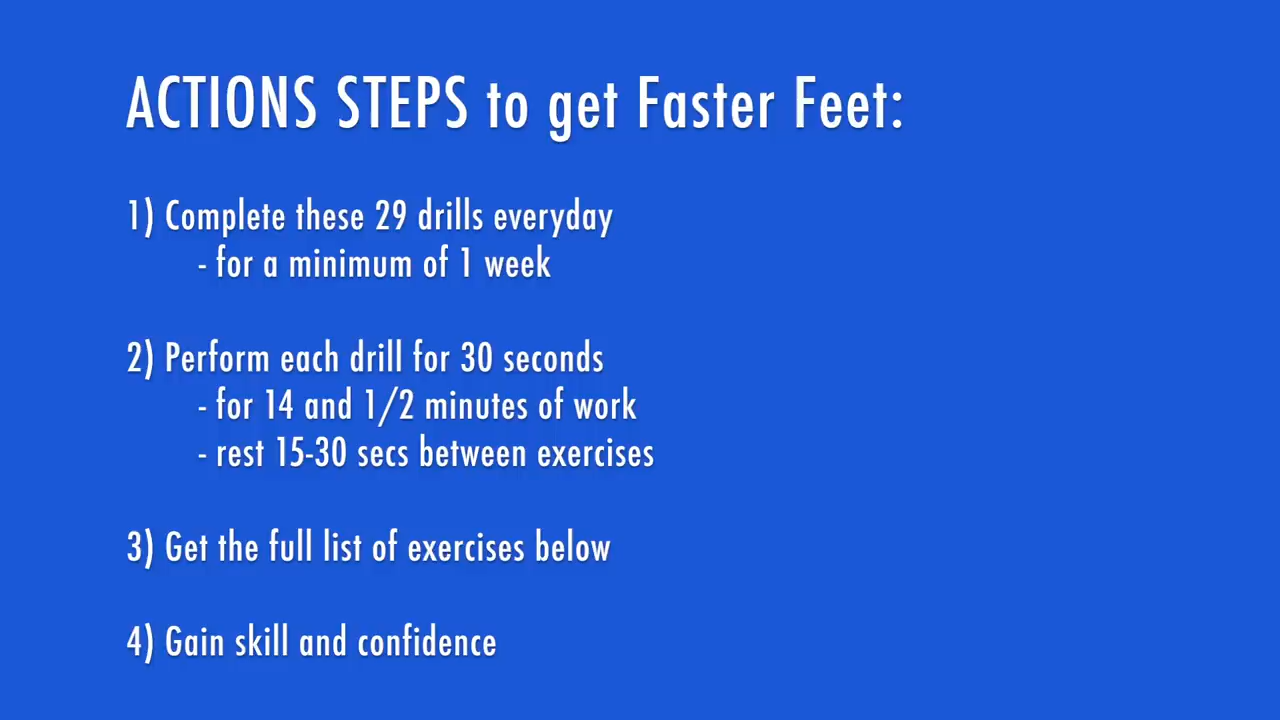 ACTIONS STEPS to get Faster Feet:
1) Complete these 29 drills everyday
- for a minimum of 1 week
2) Perform each drill for 30 seconds
- for 14 and 1/2 minutes of work
- rest 15-30 secs between exercises
3) Get the full list of exercises below
4) Gain skill and confidence